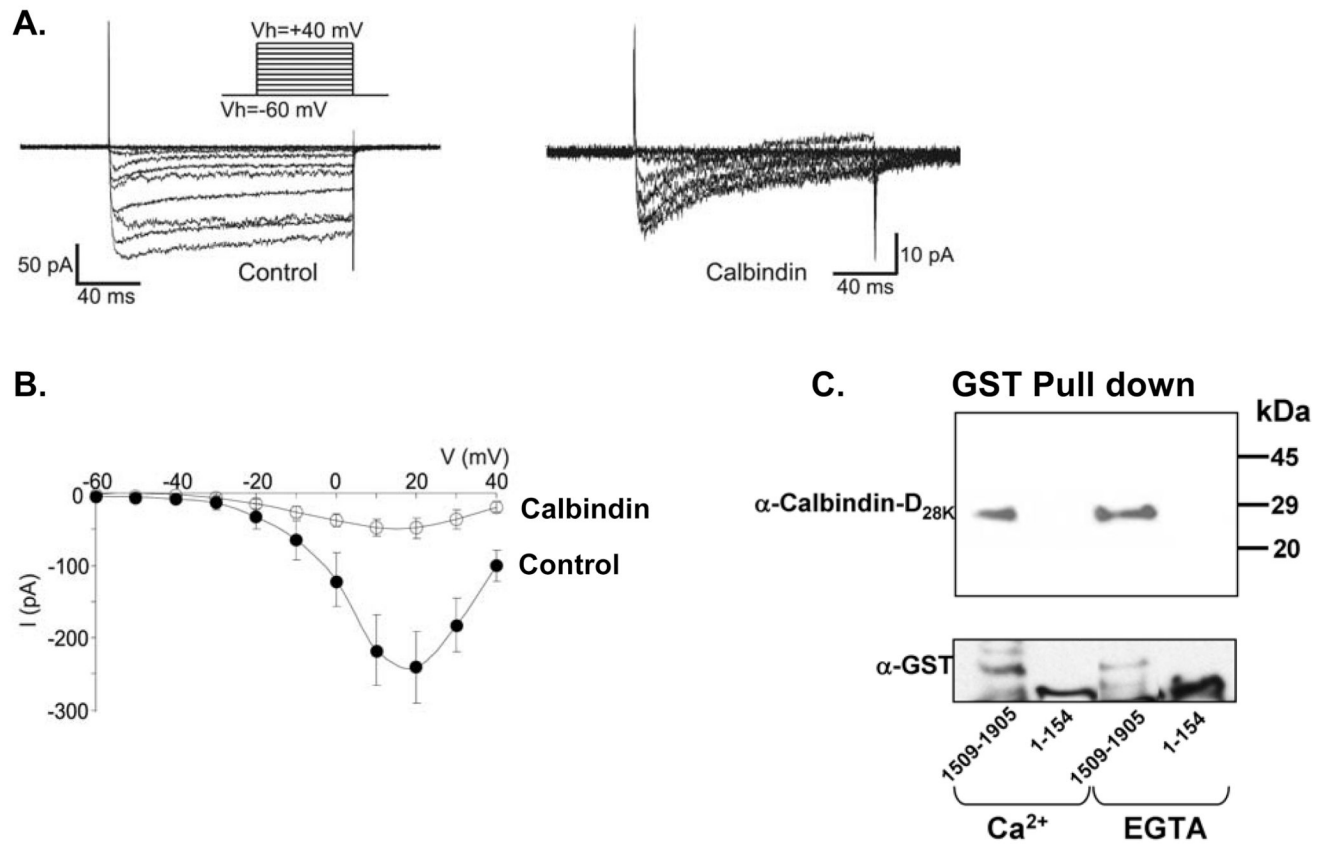 A.
Vh=+40 mV
Vh=-60 mV
50 pA
40 ms
Control
Calbindin
10 pA
40 ms
B.
V (mV)
-60 -40 -20 0 20 40
0
-100
-200
-300
I (pA)
Calbindin
Control
C.
GST Pull down
kDa
45
29
20
α-Calbindin-D28K
α-GST
1509-1905
1-154
1509-1905
1-154
Ca2+
EGTA